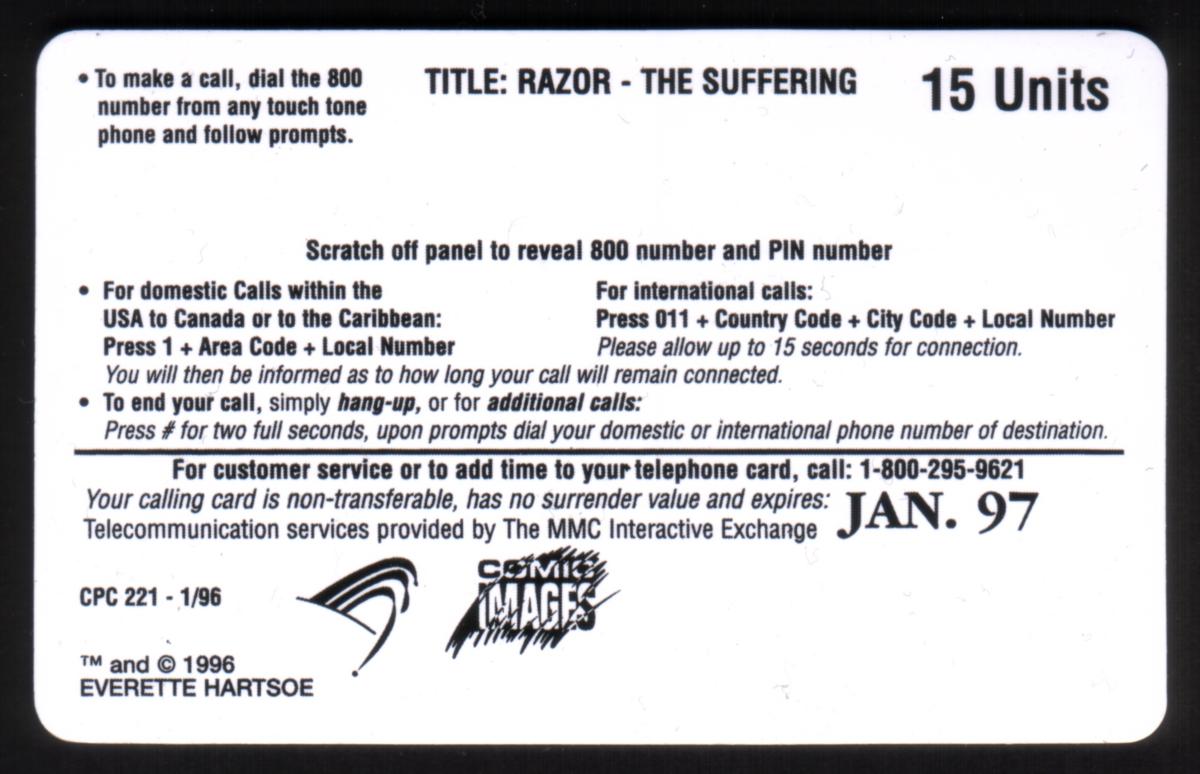 • To make a call, dial the 800
number from any touch tone
phone and follow prompts.
TITLE: RAZOR - THE SUFFERING
15 Units
Scratch off panel to reveal 800 number and PIN number
• For domestic Calls within the
USA to Canada or to the Caribbean:
Press 1 + Area Code + Local Number
For international calls:
Press 011 + Country Code + City Code + Local Number
Please allow up to 15 seconds for connection.
You will then be informed as to how long your call will remain connected.
• To end your call, simply hang-up, or for additional calls:
Press # for two full seconds, upon prompts dial your domestic or international phone number of destination.
For customer service or to add time to your telephone card, call: 1-800-295-9621
Your calling card is non-transferable, has no surrender value and expires: JAN. 97
Telecommunication services provided by The MMC Interactive Exchange
CPC 221 - 1/96
COMIC
IMAGES
™ and © 1996
EVERETTE HARTSOE